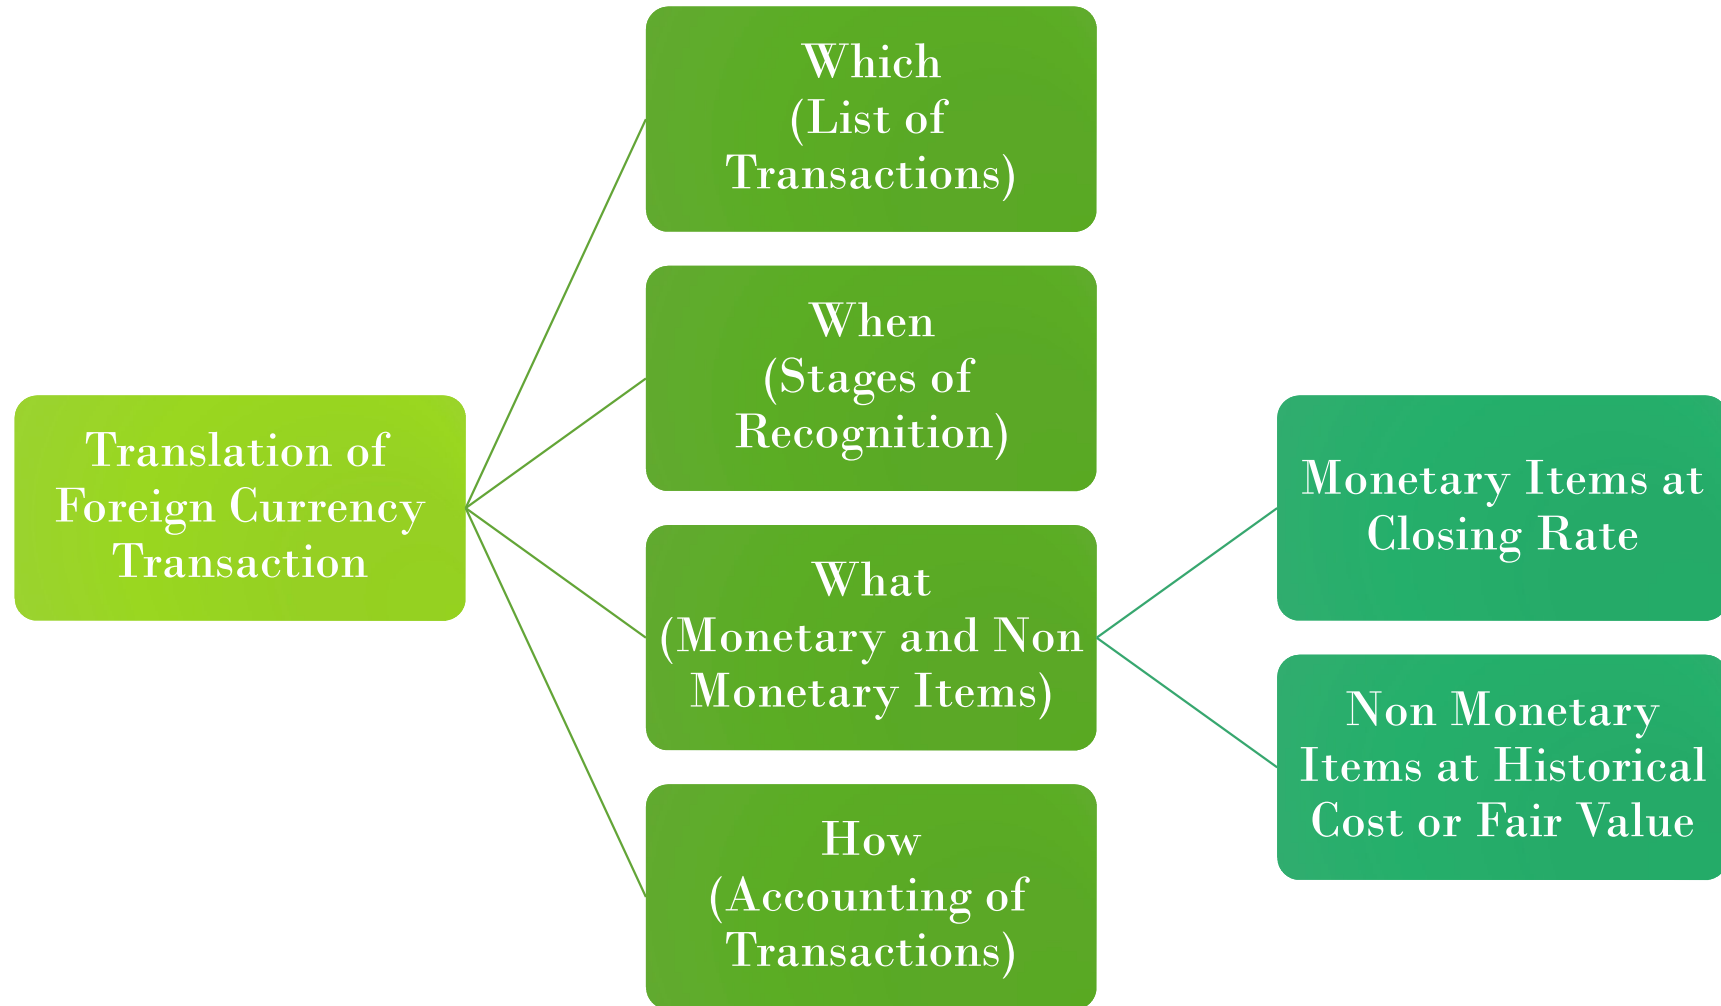 Translation of
Foreign Currency
Transaction
Which
(List of
Transactions)
When
(Stages of
Recognition)
What
(Monetary and Non
Monetary Items)
How
(Accounting of
Transactions)
Monetary Items at
Closing Rate
Non Monetary
Items at Historical
Cost or Fair Value